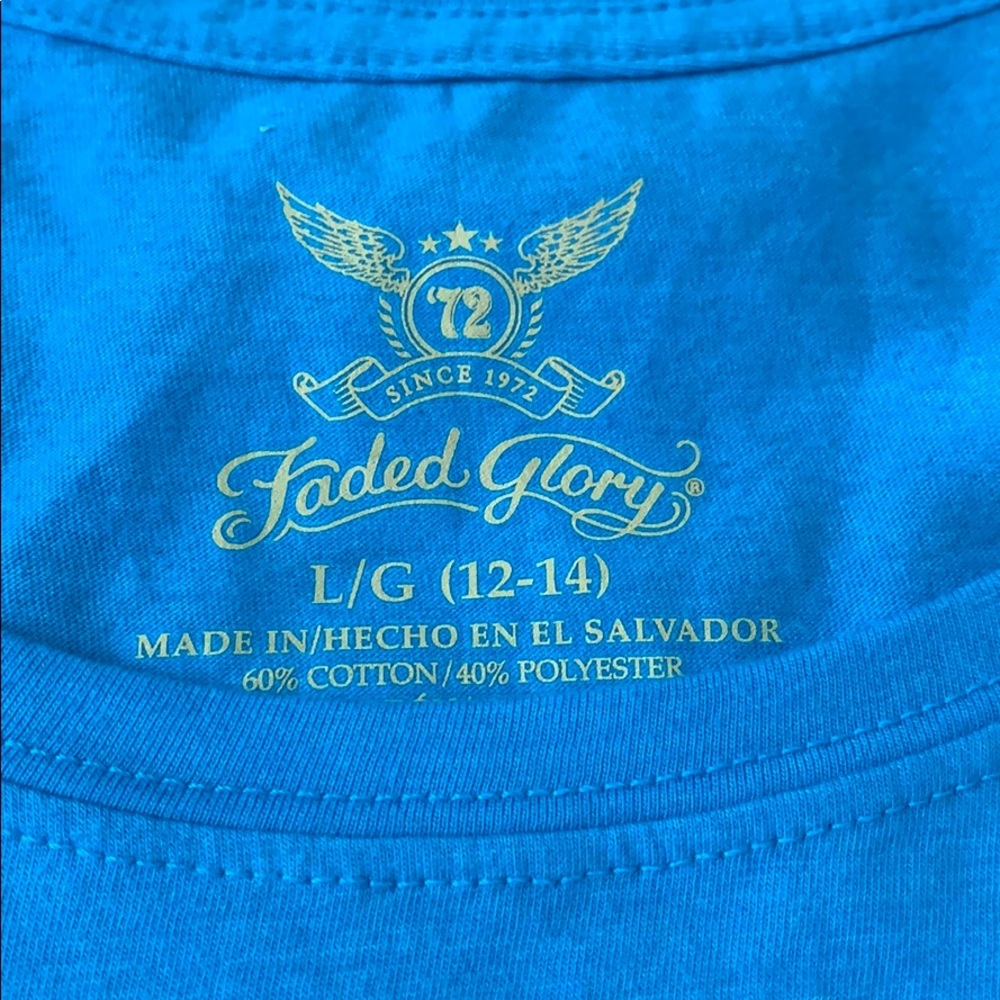 '72
SINCE 1972
Faded Glory®
L/G (12-14)
MADE IN/HECHO EN EL SALVADOR
60% COTTON/40% POLYESTER